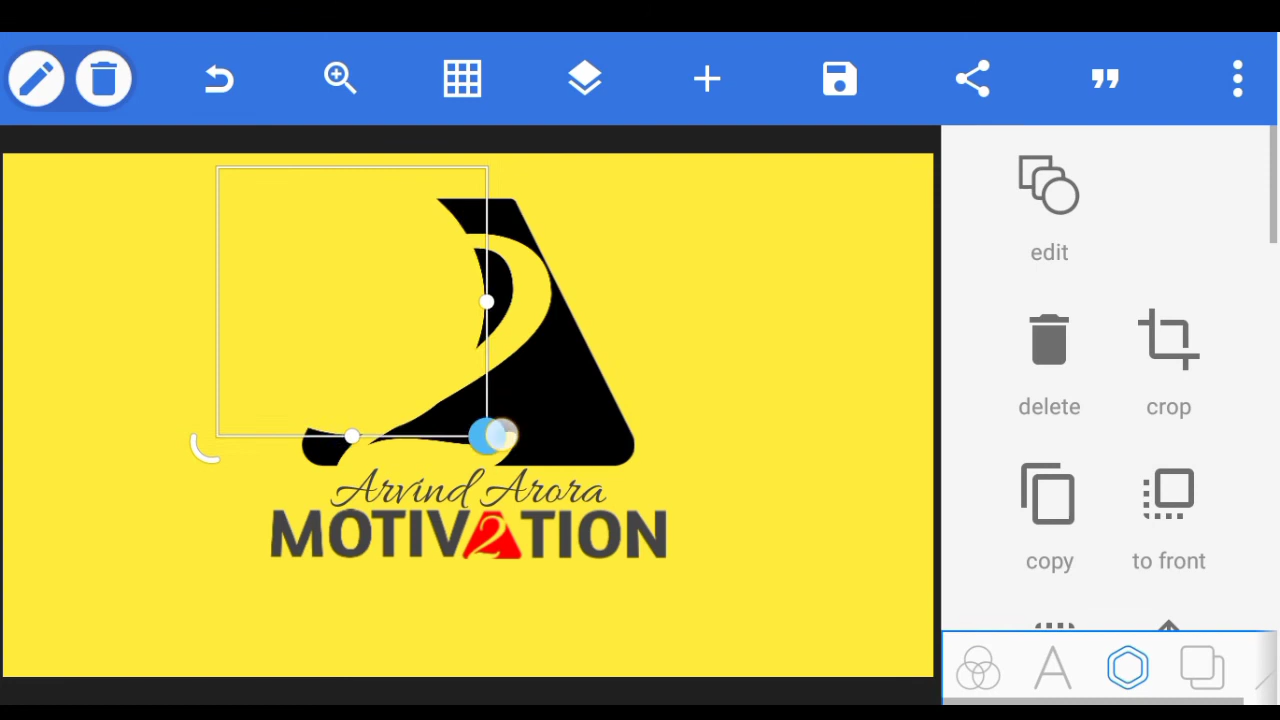 edit
delete
crop
copy
to front
Arvind Arora
MOTIV2TION